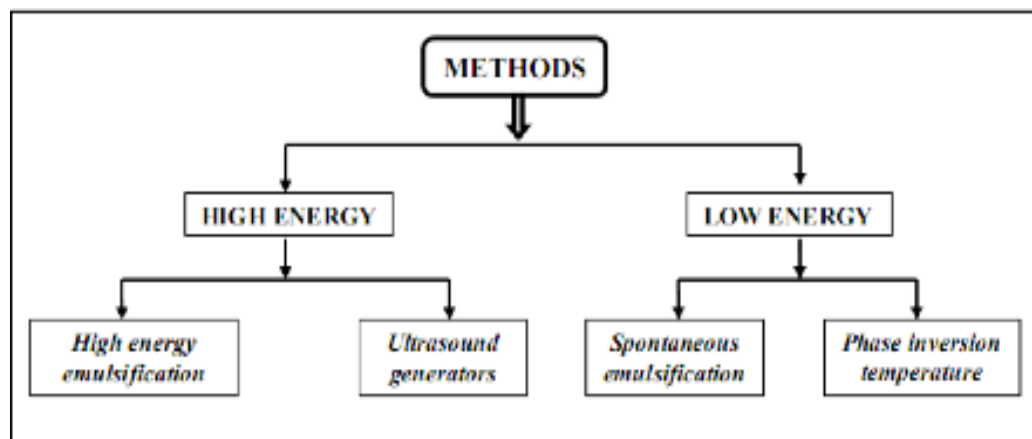 METHODS
HIGH ENERGY
LOW ENERGY
High energy
emulsification
Ultrasound
generators
Spontaneous
emulsification
Phase inversion
temperature